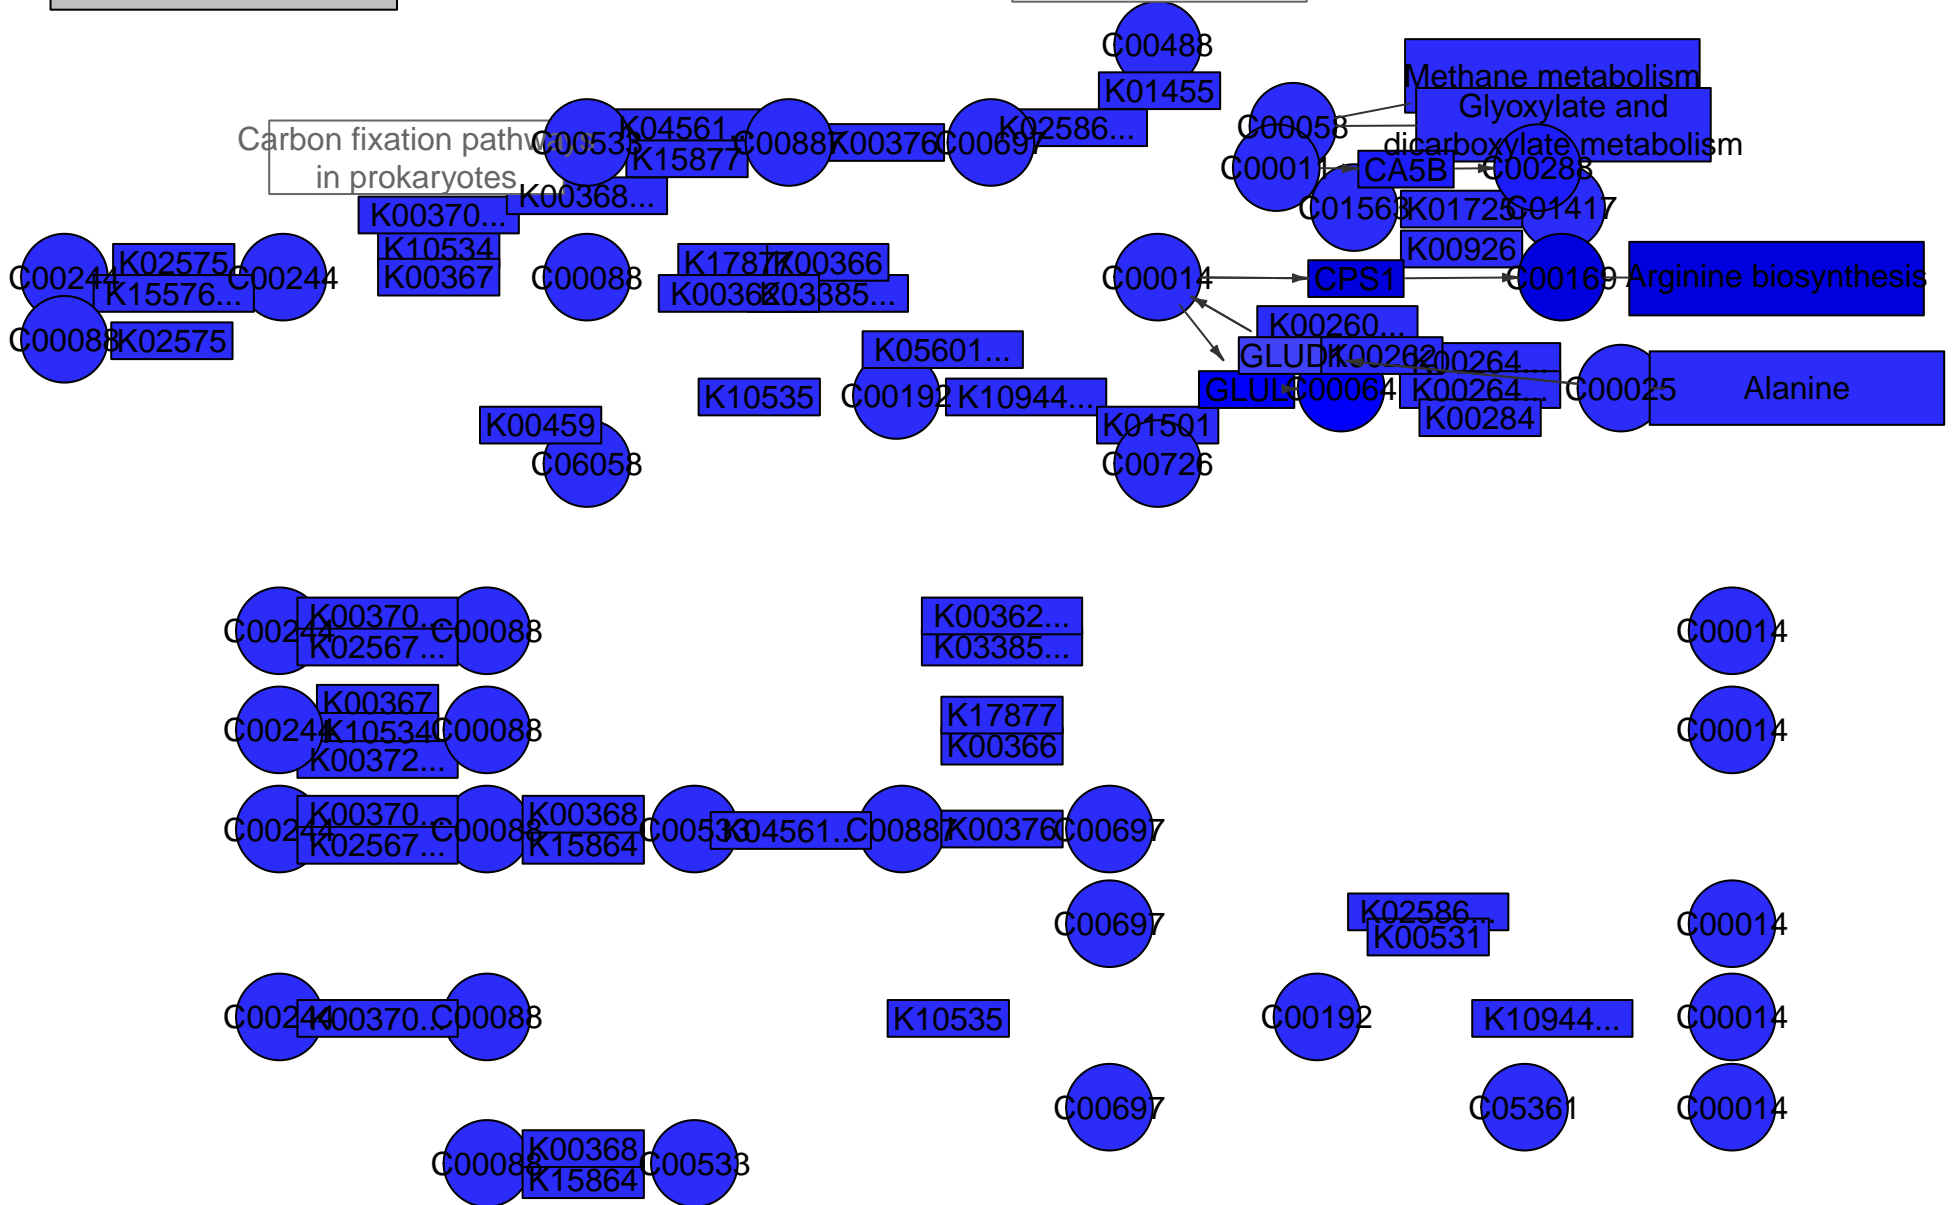 C00488
K01455
Methane metabolism
Glyoxylate and
dicarboxylate metabolism
C00058
Carbon fixation pathways
in prokaryotes
C00533
K04561...
K15877
C00887
K00376
C00697
K02586...
C00011
CA5B
C00288
K00368...
K00370...
C01563
K01725
C01417
K10534
K00367
K00926
C00244
K02575
K15576...
C00244
C00088
K17877
K00366
K00362...
K03385...
C00014
CPS1
C00169
Arginine biosynthesis
C00088
K02575
K05601...
K00260...
GLUD1
K00262
K00264...
K00264...
K00284
K10535
C00192
K10944...
GLUL
C00064
C00025
Alanine
K00459
C06058
K01501
C00726
C00244
K00370...
K02567...
C00088
K00362...
K03385...
C00014
C00244
K00367
K10534
K00372...
C00088
K17877
K00366
C00014
C00244
K00370...
K02567...
C00088
K00368
K15864
C00533
K04561...
C00887
K00376
C00697
C00697
K02586...
K00531
C00014
C00244
K00370...
C00088
K10535
C00192
K10944...
C00014
C00697
C05361
C00014
C00088
K00368
K15864
C00533